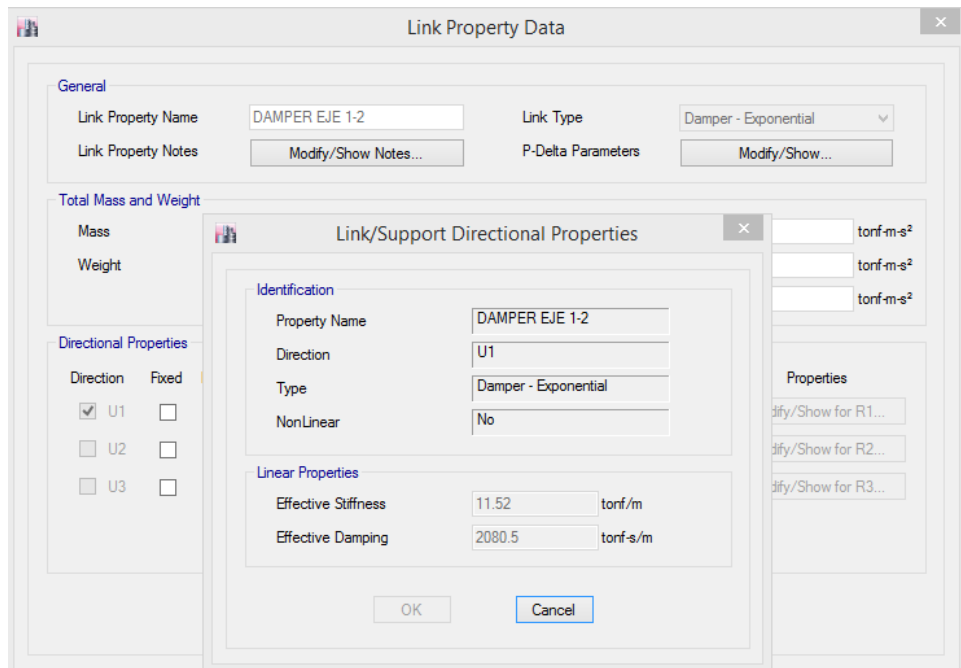 Link Property Data
General
Link Property Name DAMPER EJE 1-2 Link Type Damper - Exponential
Link Property Notes Modify/Show Notes... P-Delta Parameters Modify/Show...
Total Mass and Weight
Mass tonf-m-s²
Weight tonf-m-s²
tonf-m-s²
Link/Support Directional Properties
Identification
Property Name DAMPER EJE 1-2
Direction U1
Type Damper - Exponential
NonLinear No
Linear Properties
Effective Stiffness 11.52 tonf/m
Effective Damping 2080.5 tonf-s/m
OK Cancel
Directional Properties
Direction Fixed Properties
U1 dify/Show for R1...
U2 dify/Show for R2...
U3 dify/Show for R3...